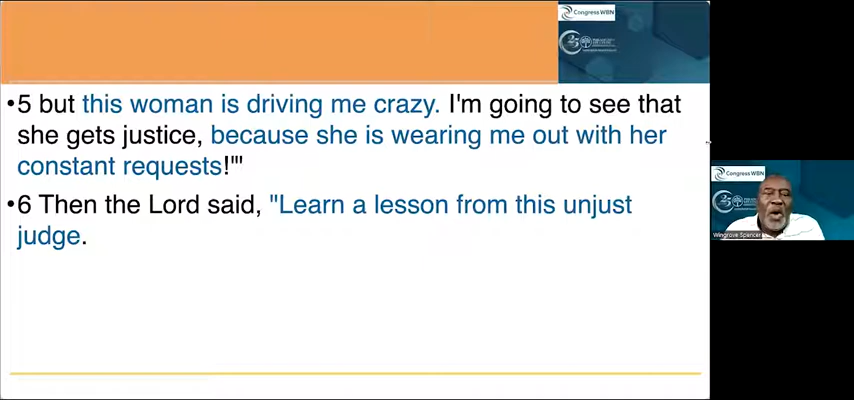 Congress WBN
25
•5 but this woman is driving me crazy. I'm going to see that
she gets justice, because she is wearing me out with her
constant requests!'"
•6 Then the Lord said, "Learn a lesson from this unjust
judge.
Congress WBN
25
Wingrove Spencer